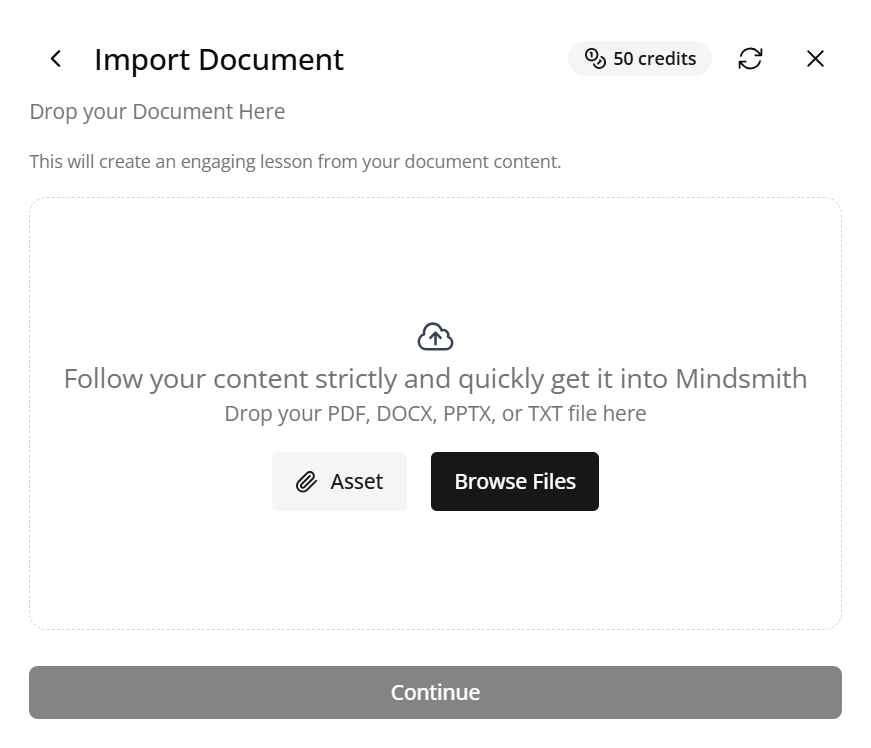 Import Document
50 credits
Drop your Document Here
This will create an engaging lesson from your document content.
Follow your content strictly and quickly get it into Mindsmith
Drop your PDF, DOCX, PPTX, or TXT file here
Asset
Browse Files
Continue